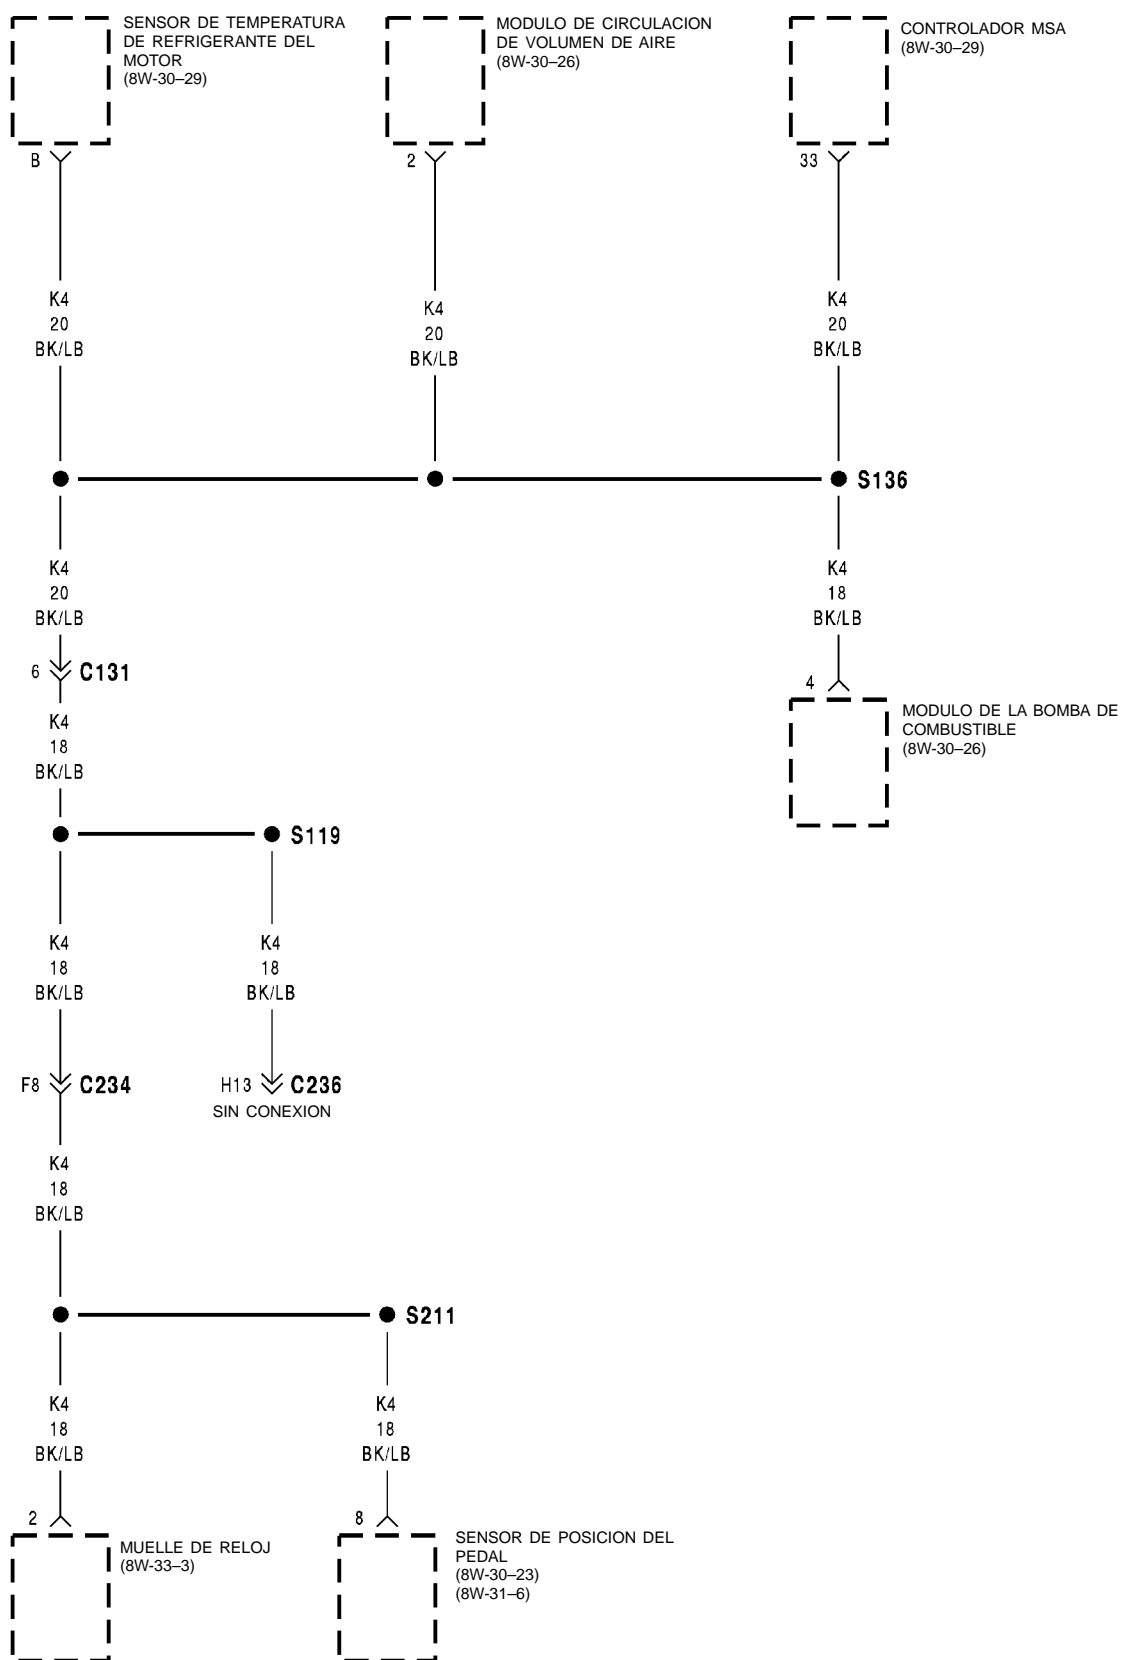 SENSOR DE TEMPERATURA
DE REFRIGERANTE DEL
MOTOR
(8W-30–29)
MODULO DE CIRCULACION
DE VOLUMEN DE AIRE
(8W-30–26)
CONTROLADOR MSA
(8W-30–29)
B
2
33
K4
20
BK/LB
K4
20
BK/LB
K4
20
BK/LB
S136
K4
20
BK/LB
K4
18
BK/LB
6
C131
4
MODULO DE LA BOMBA DE
COMBUSTIBLE
(8W-30–26)
K4
18
BK/LB
S119
K4
18
BK/LB
K4
18
BK/LB
F8
C234
H13
C236
SIN CONEXION
K4
18
BK/LB
S211
K4
18
BK/LB
K4
18
BK/LB
2
MUELLE DE RELOJ
(8W-33–3)
8
SENSOR DE POSICION DEL
PEDAL
(8W-30–23)
(8W-31–6)